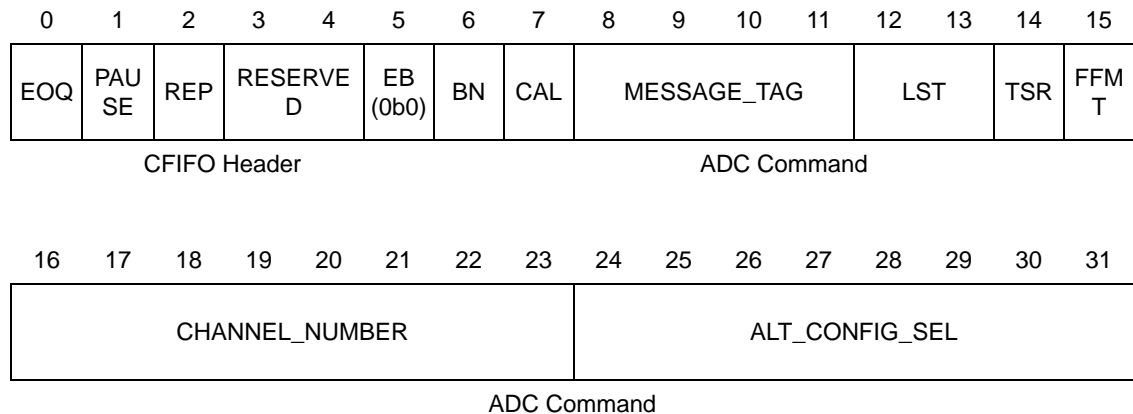 0 1 2 3 4 5 6 7 8 9 10 11 12 13 14 15
EOQ PAU SE REP RESERVE D EB (0b0) BN CAL MESSAGE_TAG LST TSR FFM T
CFIFO Header ADC Command
16 17 18 19 20 21 22 23 24 25 26 27 28 29 30 31
CHANNEL_NUMBER ALT_CONFIG_SEL
ADC Command